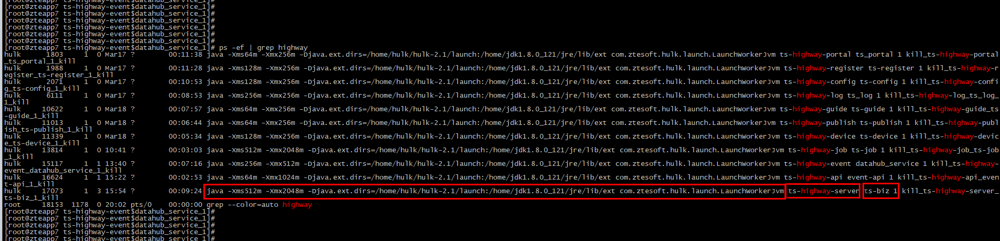 [root@zteapp7 ts-highway-event$datahub_service_1]#
[root@zteapp7 ts-highway-event$datahub_service_1]#
[root@zteapp7 ts-highway-event$datahub_service_1]#
[root@zteapp7 ts-highway-event$datahub_service_1]#
[root@zteapp7 ts-highway-event$datahub_service_1]#
[root@zteapp7 ts-highway-event$datahub_service_1]#
[root@zteapp7 ts-highway-event$datahub_service_1]#
[root@zteapp7 ts-highway-event$datahub_service_1]# ps -ef | grep highway
hulk      1803     1  0 Mar17 ?        00:11:38 java -Xms64m -Xmx256m -Djava.ext.dirs=/home/hulk/hulk-2.1/launch:/home/jdk1.8.0_121/jre/lib/ext com.ztesoft.hulk.launch.LaunchWorkerJvm ts-highway-portal ts_portal 1 kill_ts-highway-portal
_ts_portal_1_kill
hulk      1988     1  0 Mar17 ?        00:11:28 java -Xms128m -Xmx256m -Djava.ext.dirs=/home/hulk/hulk-2.1/launch:/home/jdk1.8.0_121/jre/lib/ext com.ztesoft.hulk.launch.LaunchWorkerJvm ts-highway-register ts-register 1 kill_ts-highway-r
egister_ts-register_1_kill
hulk      2071     1  0 Mar17 ?        00:10:53 java -Xms128m -Xmx256m -Djava.ext.dirs=/home/hulk/hulk-2.1/launch:/home/jdk1.8.0_121/jre/lib/ext com.ztesoft.hulk.launch.LaunchWorkerJvm ts-highway-config ts-config 1 kill_ts-highway-confi
g_ts-config_1_kill
hulk      6111     1  0 Mar17 ?        00:08:53 java -Xms256m -Xmx256m -Djava.ext.dirs=/home/hulk/hulk-2.1/launch:/home/jdk1.8.0_121/jre/lib/ext com.ztesoft.hulk.launch.LaunchWorkerJvm ts-highway-log ts_log 1 kill_ts-highway-log_ts_log_
1_kill
hulk     10622     1  0 Mar18 ?        00:07:57 java -Xms64m -Xmx256m -Djava.ext.dirs=/home/hulk/hulk-2.1/launch:/home/jdk1.8.0_121/jre/lib/ext com.ztesoft.hulk.launch.LaunchWorkerJvm ts-highway-guide ts-guide 1 kill_ts-highway-guide_ts
-guide_1_kill
hulk     11013     1  0 Mar18 ?        00:06:44 java -Xms64m -Xmx256m -Djava.ext.dirs=/home/hulk/hulk-2.1/launch:/home/jdk1.8.0_121/jre/lib/ext com.ztesoft.hulk.launch.LaunchWorkerJvm ts-highway-publish ts-publish 1 kill_ts-highway-publ
ish_ts-publish_1_kill
hulk     11339     1  0 Mar18 ?        00:05:34 java -Xms128m -Xmx256m -Djava.ext.dirs=/home/hulk/hulk-2.1/launch:/home/jdk1.8.0_121/jre/lib/ext com.ztesoft.hulk.launch.LaunchWorkerJvm ts-highway-device ts-device 1 kill_ts-highway-devic
e_ts-device_1_kill
hulk     13814     1  0 10:41 ?        00:03:03 java -Xms512m -Xmx2048m -Djava.ext.dirs=/home/hulk/hulk-2.1/launch:/home/jdk1.8.0_121/jre/lib/ext com.ztesoft.hulk.launch.LaunchWorkerJvm ts-highway-job ts-job 1 kill_ts-highway-job_ts-job
_1_kill
hulk     15117     1  1 13:40 ?        00:07:16 java -Xms256m -Xmx512m -Djava.ext.dirs=/home/hulk/hulk-2.1/launch:/home/jdk1.8.0_121/jre/lib/ext com.ztesoft.hulk.launch.LaunchWorkerJvm ts-highway-event datahub_service 1 kill_ts-highway-
event_datahub_service_1_kill
hulk     16624     1  1 15:22 ?        00:02:53 java -Xms64m -Xmx1024m -Djava.ext.dirs=/home/hulk/hulk-2.1/launch:/home/jdk1.8.0_121/jre/lib/ext com.ztesoft.hulk.launch.LaunchWorkerJvm ts-highway-api event-api 1 kill_ts-highway-api_even
t-api_1_kill
hulk     17073     1  3 15:54 ?        00:09:24 java -Xms512m -Xmx2048m -Djava.ext.dirs=/home/hulk/hulk-2.1/launch:/home/jdk1.8.0_121/jre/lib/ext com.ztesoft.hulk.launch.LaunchWorkerJvm ts-highway-server ts-biz 1 kill_ts-highway-server_
ts-biz_1_kill
root     18153  1178  0 20:02 pts/0    00:00:00 grep --color=auto highway
[root@zteapp7 ts-highway-event$datahub_service_1]#
[root@zteapp7 ts-highway-event$datahub_service_1]#
[root@zteapp7 ts-highway-event$datahub_service_1]#
[root@zteapp7 ts-highway-event$datahub_service_1]#
[root@zteapp7 ts-highway-event$datahub_service_1]#